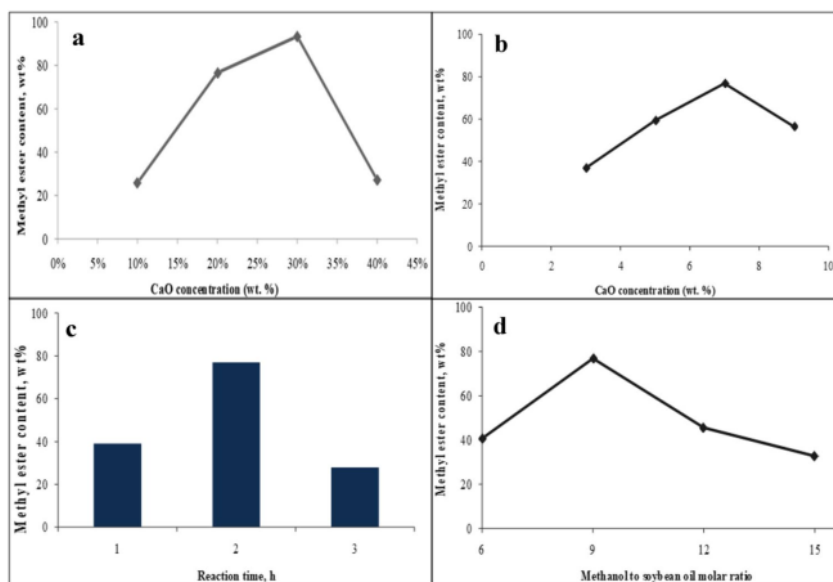 a
Methyl ester content, wt%
100
80
60
40
20
0
0% 5% 10% 15% 20% 25% 30% 35% 40% 45%
CaO concentration (wt. %)
b
Methyl ester content, wt%
100
80
60
40
20
0
0 2 4 6 8 10
CaO concentration (wt. %)
c
Methyl ester content, wt%
100
80
60
40
20
0
1 2 3
Reaction time, h
d
Methyl ester content, wt%
100
80
60
40
20
0
6 9 12 15
Methanol to soybean oil molar ratio